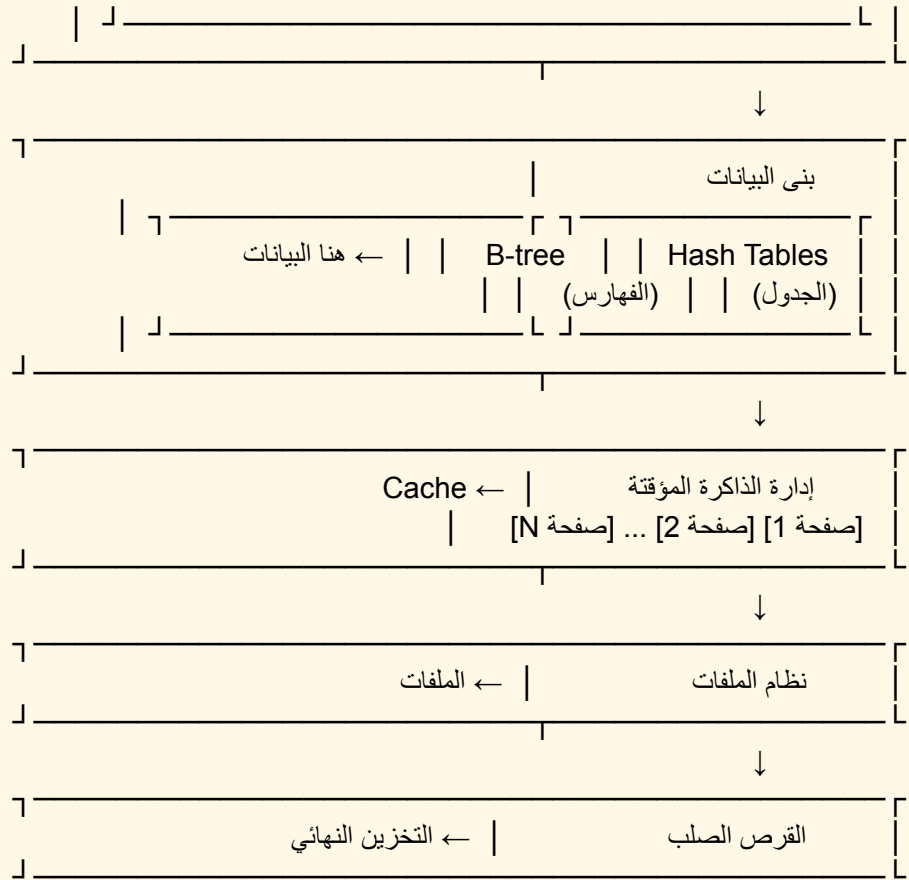 بنى البيانات
Hash Tables B-tree ← هنا البيانات
(الجدول) (الفهارس)
إدارة الذاكرة المؤقتة ← Cache
[صفحة 1] [صفحة 2] ... [صفحة N]
نظام الملفات ← الملفات
القرص الصلب ← التخزين النهائي